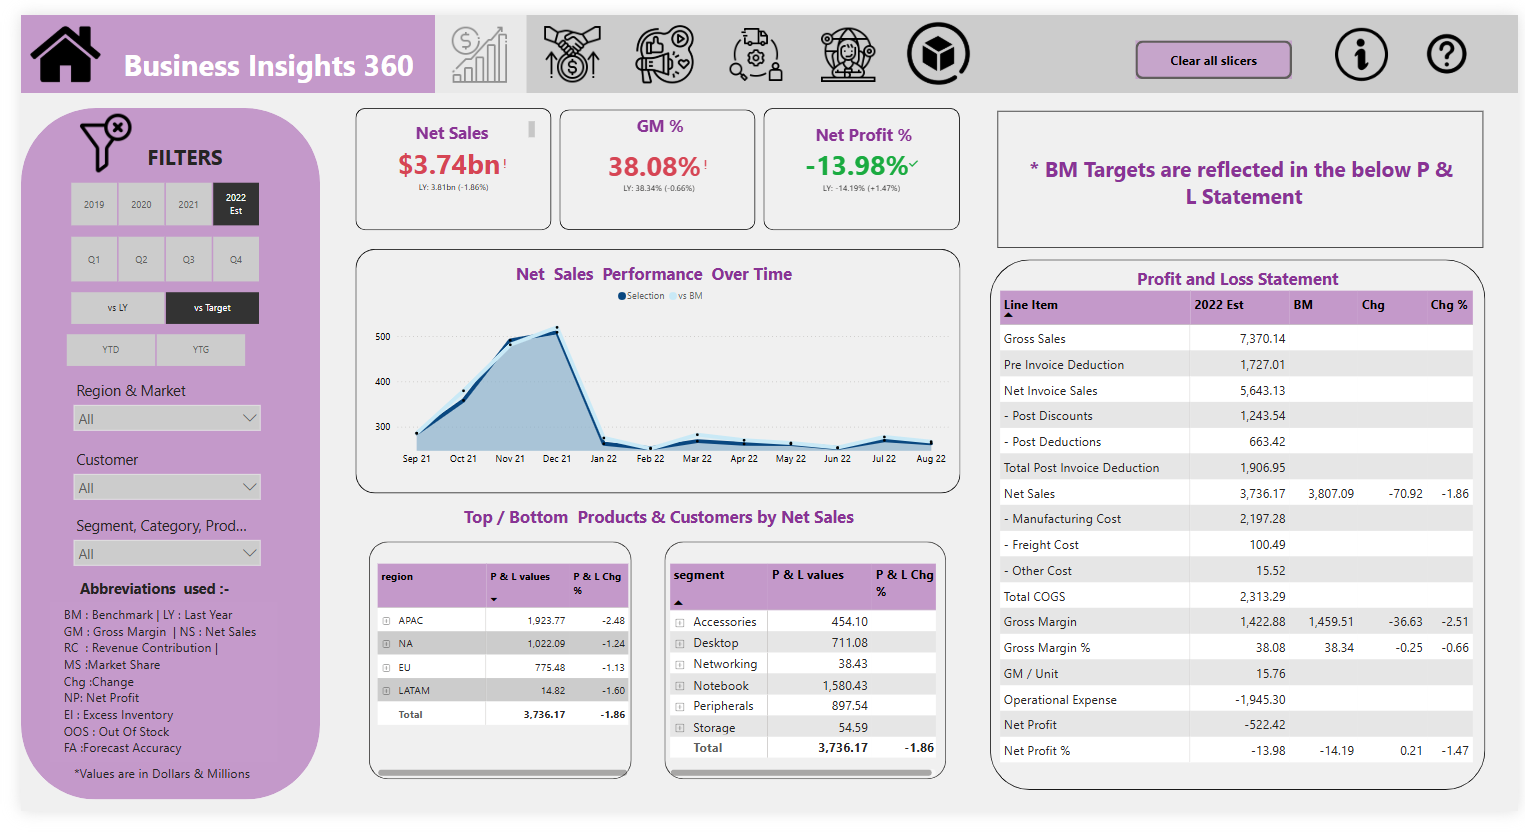 Business Insights 360
Clear all slicers
FILTERS
2019
2020
2021
2022
Est
Q1
Q2
Q3
Q4
vs LY
vs Target
YTD
YTG
Region & Market
All
Customer
All
Segment, Category, Prod...
All
Abbreviations used :-
BM : Benchmark | LY : Last Year
GM : Gross Margin | NS : Net Sales
RC : Revenue Contribution |
MS :Market Share
Chg :Change
NP: Net Profit
EI : Excess Inventory
OOS : Out Of Stock
FA :Forecast Accuracy
*Values are in Dollars & Millions
Net Sales
$3.74bn!
LY: 3.81bn (-1.86%)
GM %
38.08%!
LY: 38.34% (-0.66%)
Net Profit %
-13.98%✓
LY: -14.19% (+1.47%)
Net Sales Performance Over Time
Selection vs BM
500
400
300
Sep 21 Oct 21 Nov 21 Dec 21 Jan 22 Feb 22 Mar 22 Apr 22 May 22 Jun 22 Jul 22 Aug 22
Top / Bottom Products & Customers by Net Sales
region P & L values P & L Chg
%
APAC 1,923.77 -2.48
NA 1,022.09 -1.24
EU 775.48 -1.13
LATAM 14.82 -1.60
Total 3,736.17 -1.86
segment P & L values P & L Chg
%
Accessories 454.10
Desktop 711.08
Networking 38.43
Notebook 1,580.43
Peripherals 897.54
Storage 54.59
Total 3,736.17 -1.86
* BM Targets are reflected in the below P &
L Statement
Profit and Loss Statement
Line Item 2022 Est BM Chg Chg %
Gross Sales 7,370.14
Pre Invoice Deduction 1,727.01
Net Invoice Sales 5,643.13
- Post Discounts 1,243.54
- Post Deductions 663.42
Total Post Invoice Deduction 1,906.95
Net Sales 3,736.17 3,807.09 -70.92 -1.86
- Manufacturing Cost 2,197.28
- Freight Cost 100.49
- Other Cost 15.52
Total COGS 2,313.29
Gross Margin 1,422.88 1,459.51 -36.63 -2.51
Gross Margin % 38.08 38.34 -0.25 -0.66
GM / Unit 15.76
Operational Expense -1,945.30
Net Profit -522.42
Net Profit % -13.98 -14.19 0.21 -1.47